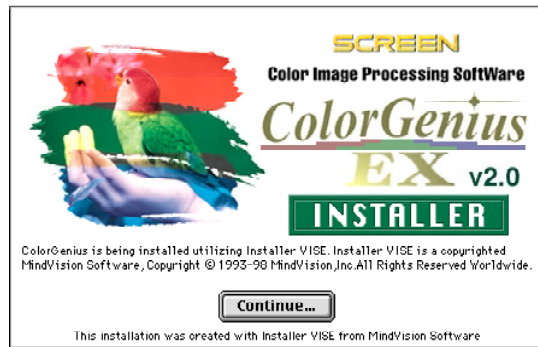 SCREEN
Color Image Processing SoftWare
ColorGenius
EX v2.0
INSTALLER
ColorGenius is being installed utilizing Installer VISE. Installer VISE is a copyrighted
MindVision Software, Copyright © 1993-98 MindVision,Inc.All Rights Reserved Worldwide.
Continue...
This installation was created with Installer VISE from MindVision Software